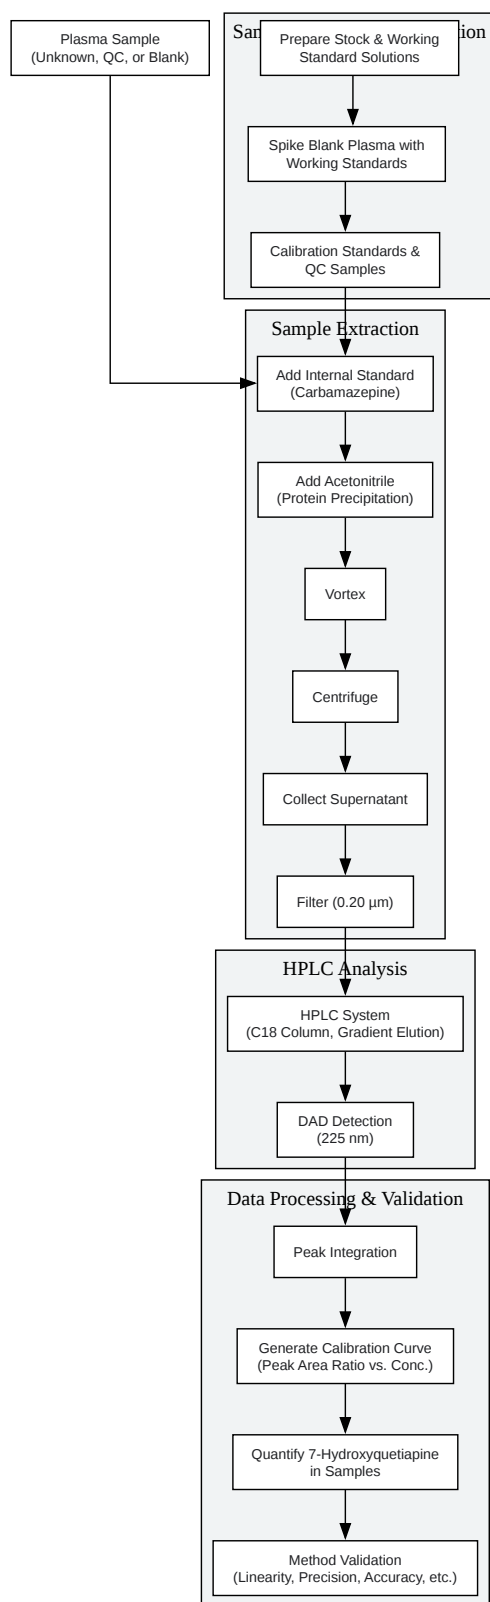 Plasma Sample
(Unknown, QC, or Blank)
Prepare Stock & Working
Standard Solutions
Spike Blank Plasma with
Working Standards
Calibration Standards &
QC Samples
Sample Extraction
Add Internal Standard
(Carbamazepine)
Add Acetonitrile
(Protein Precipitation)
Vortex
Centrifuge
Collect Supernatant
Filter (0.20 µm)
HPLC Analysis
HPLC System
(C18 Column, Gradient Elution)
DAD Detection
(225 nm)
Data Processing & Validation
Peak Integration
Generate Calibration Curve
(Peak Area Ratio vs. Conc.)
Quantify 7-Hydroxyquetiapine
in Samples
Method Validation
(Linearity, Precision, Accuracy, etc.)